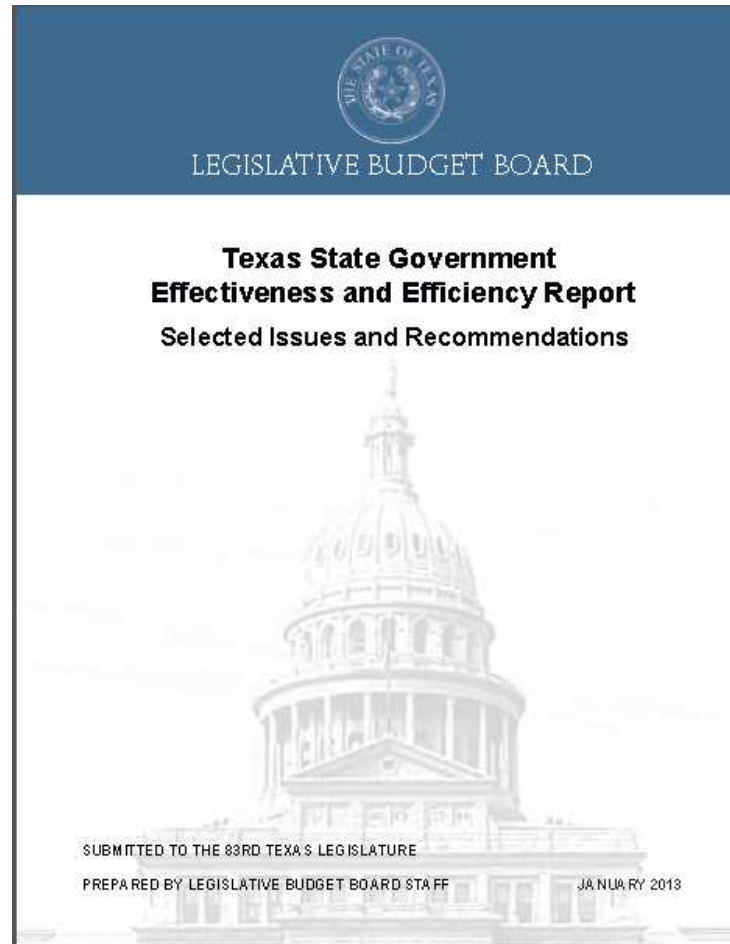 THE STATE OF TEXAS
LEGISLATIVE BUDGET BOARD
Texas State Government
Effectiveness and Efficiency Report
Selected Issues and Recommendations
SUBMITTED TO THE 83RD TEXAS LEGISLATURE
PREPARED BY LEGISLATIVE BUDGET BOARD STAFF JANUARY 2013